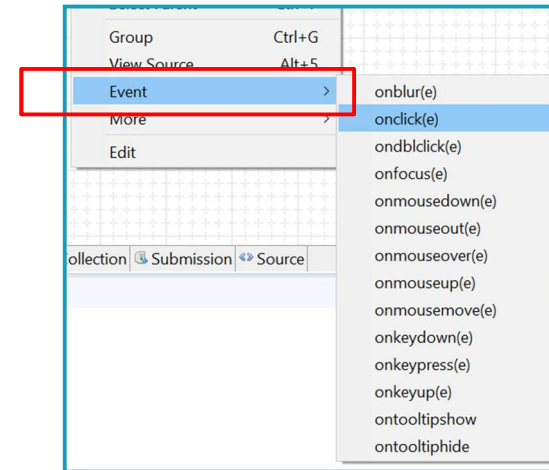 Group Ctrl+G
View Source Alt+5
Event >
More >
Edit
ollection Submission Source
onblur(e)
onclick(e)
ondblclick(e)
onfocus(e)
onmousedown(e)
onmouseout(e)
onmouseover(e)
onmouseup(e)
onmousemove(e)
onkeydown(e)
onkeypress(e)
onkeyup(e)
ontooltipshow
ontooltiphide